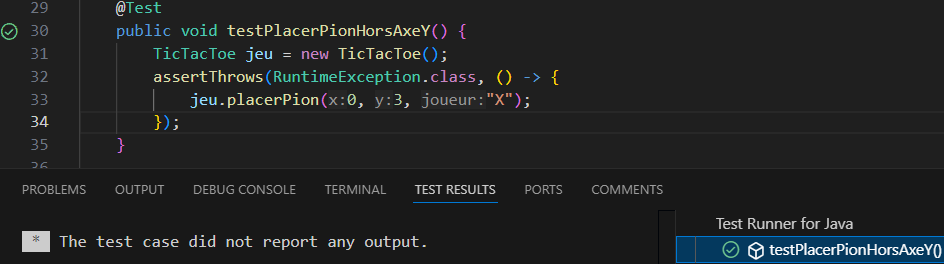 29 @Test
30 public void testPlacerPionHorsAxeY() {
31 TicTacToe jeu = new TicTacToe();
32 assertThrows(RuntimeException.class, () -> {
33 jeu.placerPion(x:0, y:3, joueur:"X");
34 });
35 }
36
PROBLEMS OUTPUT DEBUG CONSOLE TERMINAL TEST RESULTS PORTS COMMENTS
* The test case did not report any output.
Test Runner for Java
testPlacerPionHorsAxeY()